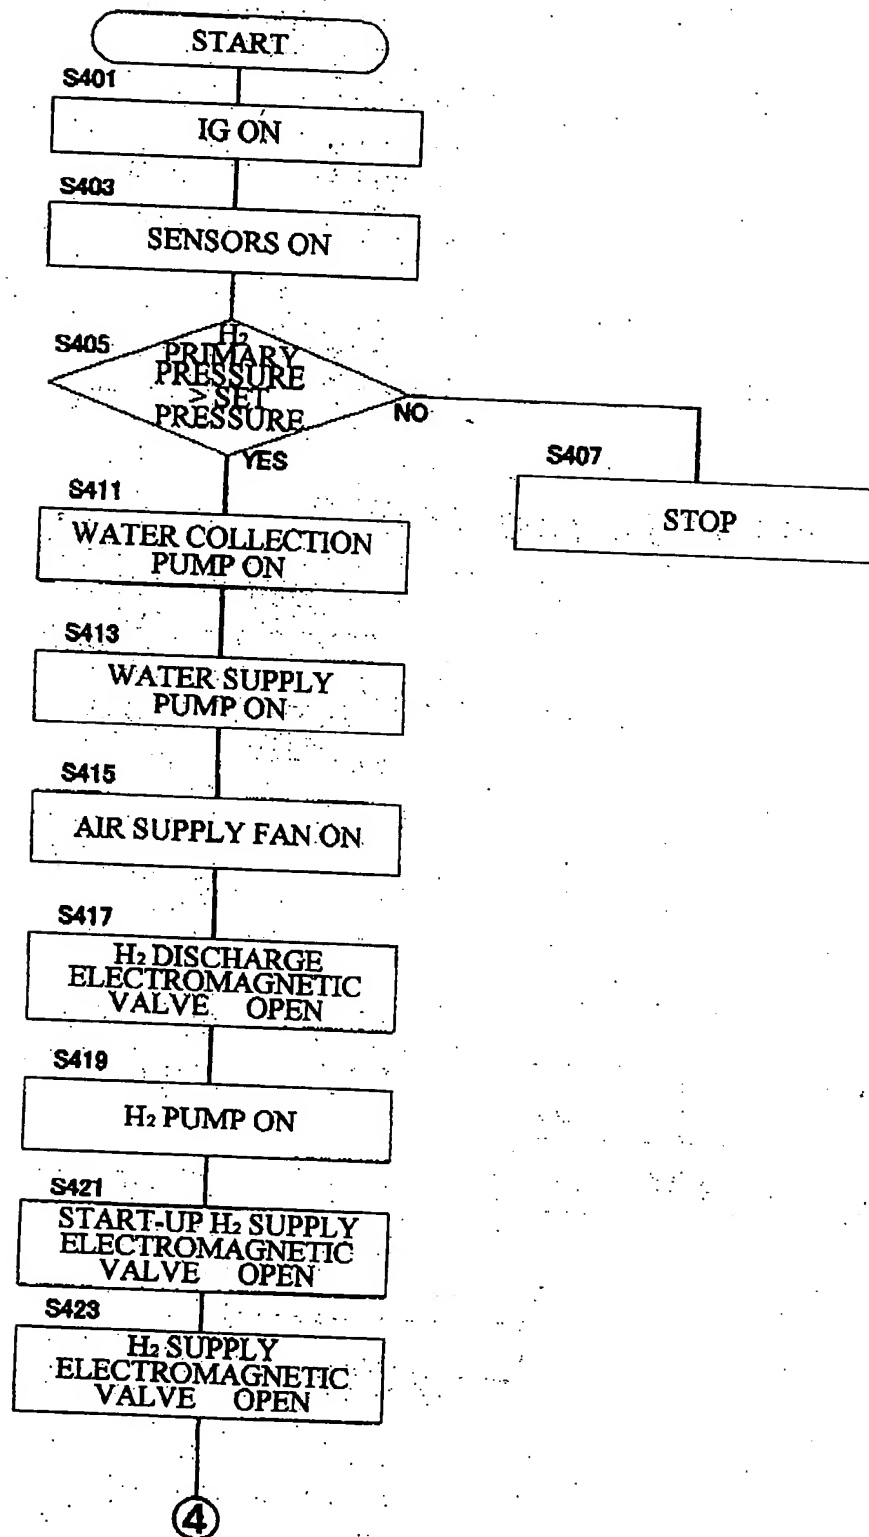 START
S401
IG ON
S403
SENSORS ON
S405
H2
PRIMARY
PRESSURE
> SET
PRESSURE
NO
YES
S407
STOP
S411
WATER COLLECTION
PUMP ON
S413
WATER SUPPLY
PUMP ON
S415
AIR SUPPLY FAN ON
S417
H2 DISCHARGE
ELECTROMAGNETIC
VALVE OPEN
S419
H2 PUMP ON
S421
START-UP H2 SUPPLY
ELECTROMAGNETIC
VALVE OPEN
S423
H2 SUPPLY
ELECTROMAGNETIC
VALVE OPEN
4